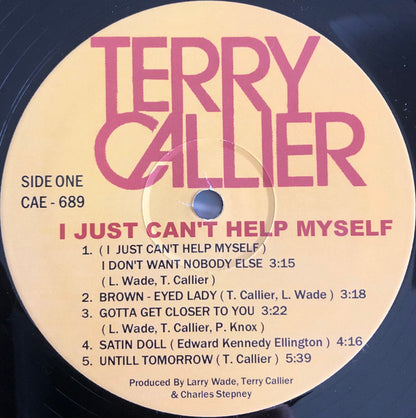 TERRY
CALLIER
SIDE ONE
CAE - 689
I JUST CAN'T HELP MYSELF
1. ( I JUST CAN'T HELP MYSELF )
I DON'T WANT NOBODY ELSE 3:15
( L. Wade, T. Callier )
2. BROWN - EYED LADY ( T. Callier, L. Wade ) 3:18
3. GOTTA GET CLOSER TO YOU 3:22
( L. Wade, T. Callier, P. Knox )
4. SATIN DOLL ( Edward Kennedy Ellington ) 4:16
5. UNTILL TOMORROW ( T. Callier ) 5:39
Produced By Larry Wade, Terry Callier
& Charles Stepney